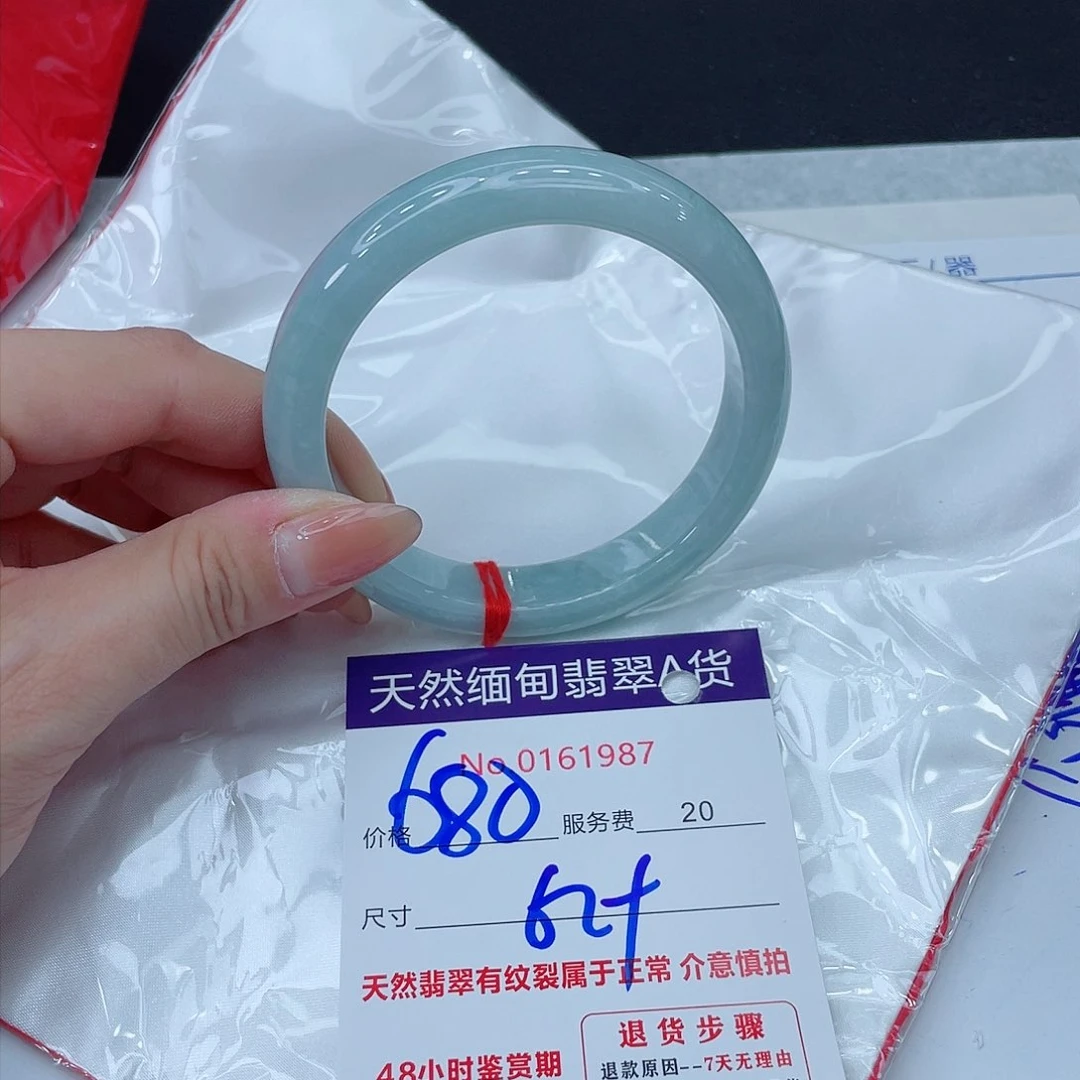 天然缅甸翡翠A货
No 0161987
价格 680 服务费 20
尺寸
天然翡翠有纹裂属于正常 介意慎拍
48小时鉴赏期
退货步骤
退款原因--7天无理由